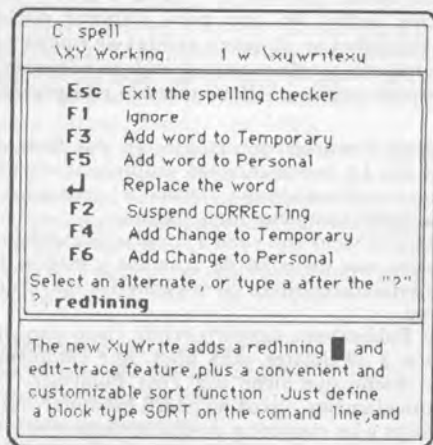 C spell
\XY Working 1 w \xywritexy
Esc Exit the spelling checker
F1 Ignore
F3 Add word to Temporary
F5 Add word to Personal
↵ Replace the word
F2 Suspend CORRECTing
F4 Add Change to Temporary
F6 Add Change to Personal
Select an alternate, or type a after the "?"
? redlining
The new XyWrite adds a redlining █ and
edit-trace feature,plus a convenient and
customizable sort function Just define
a block type SORT on the comand line,and